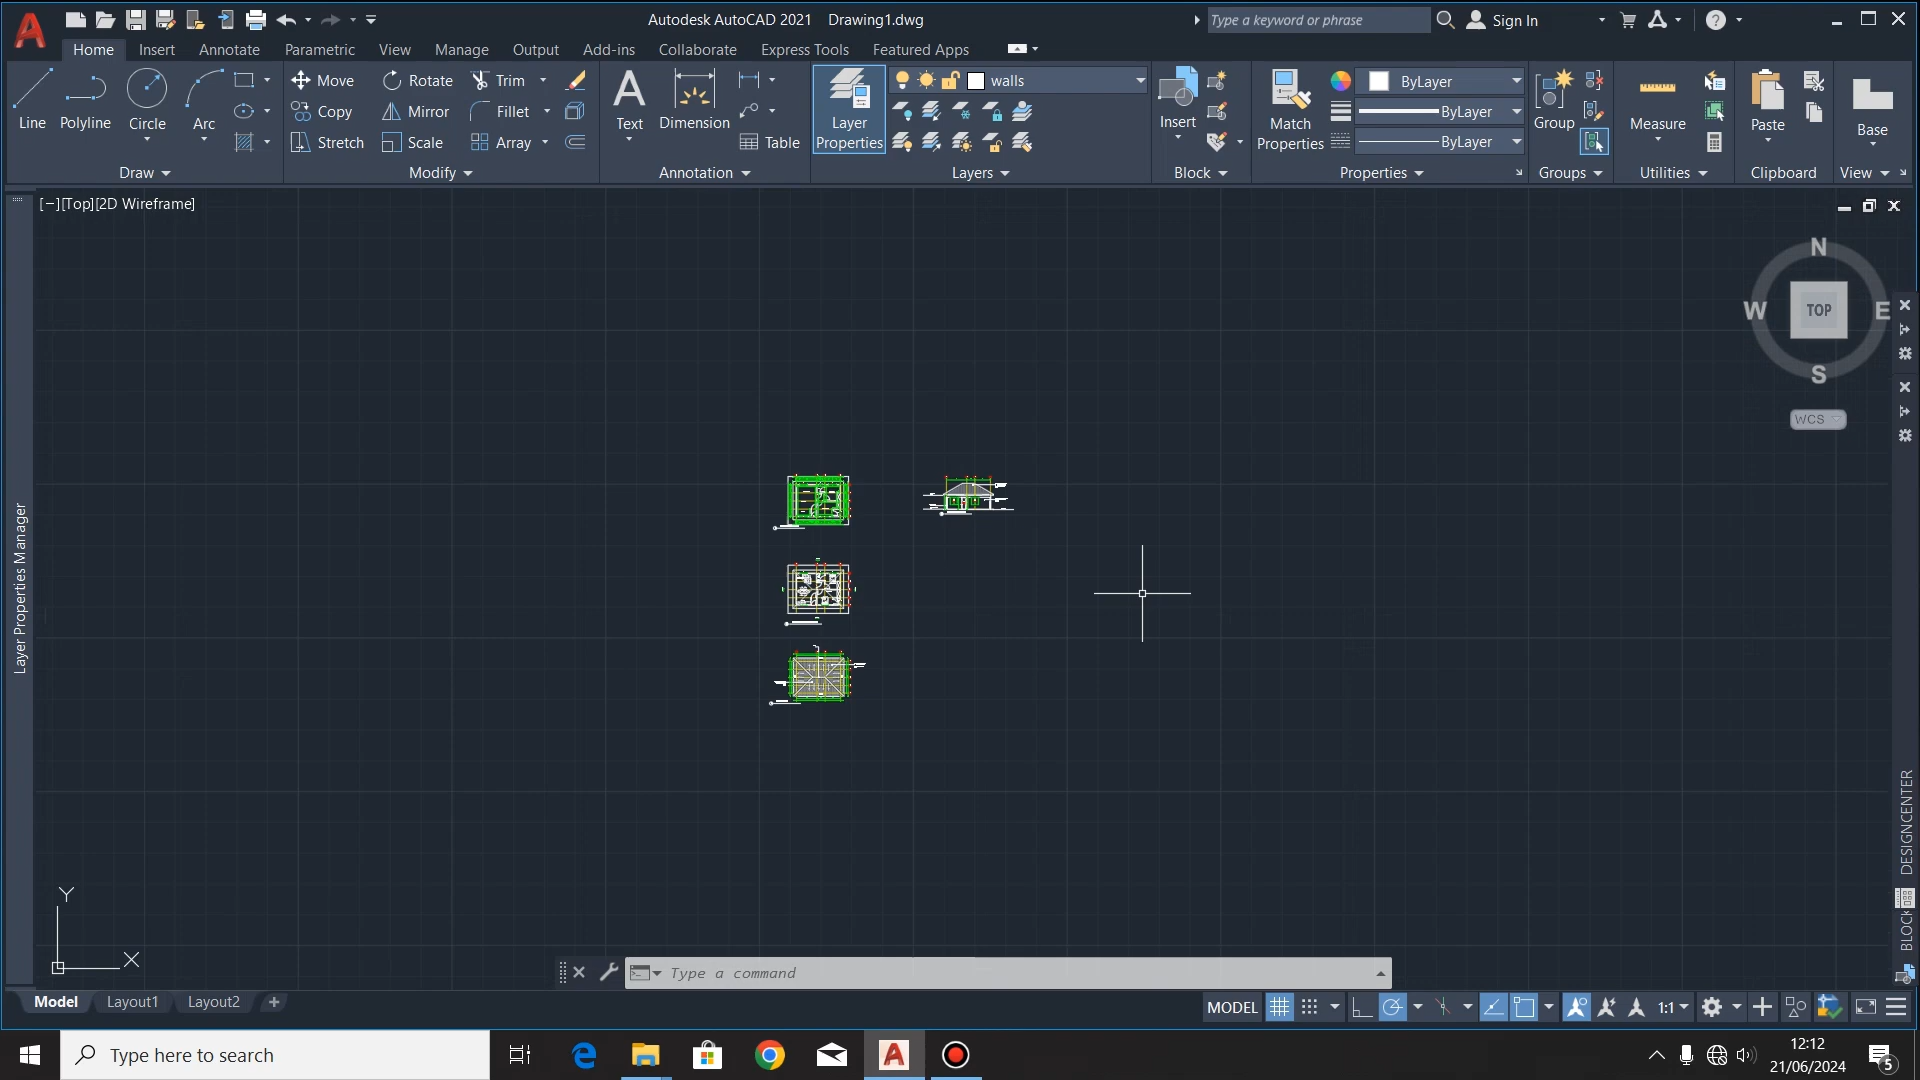 Autodesk AutoCAD 2021 Drawing1.dwg
Type a keyword or phrase
Sign In
Home Insert Annotate Parametric View Manage Output Add-ins Collaborate Express Tools Featured Apps
Line Polyline Circle Arc
Move Rotate Trim
Copy Mirror Fillet
Stretch Scale Array
Text Dimension Table
Layer Properties
walls
Insert
Match Properties
ByLayer
ByLayer
ByLayer
Group
Measure
Paste
Base
Draw Modify Annotation Layers Block Properties Groups Utilities Clipboard View
[−][Top][2D Wireframe]
N
W TOP E
S
WCS
Layer Properties Manager
DESIGNCENTER
BLOCK
Y
X
Type a command
Model Layout1 Layout2
MODEL
1:1
Type here to search
12:12
21/06/2024
5